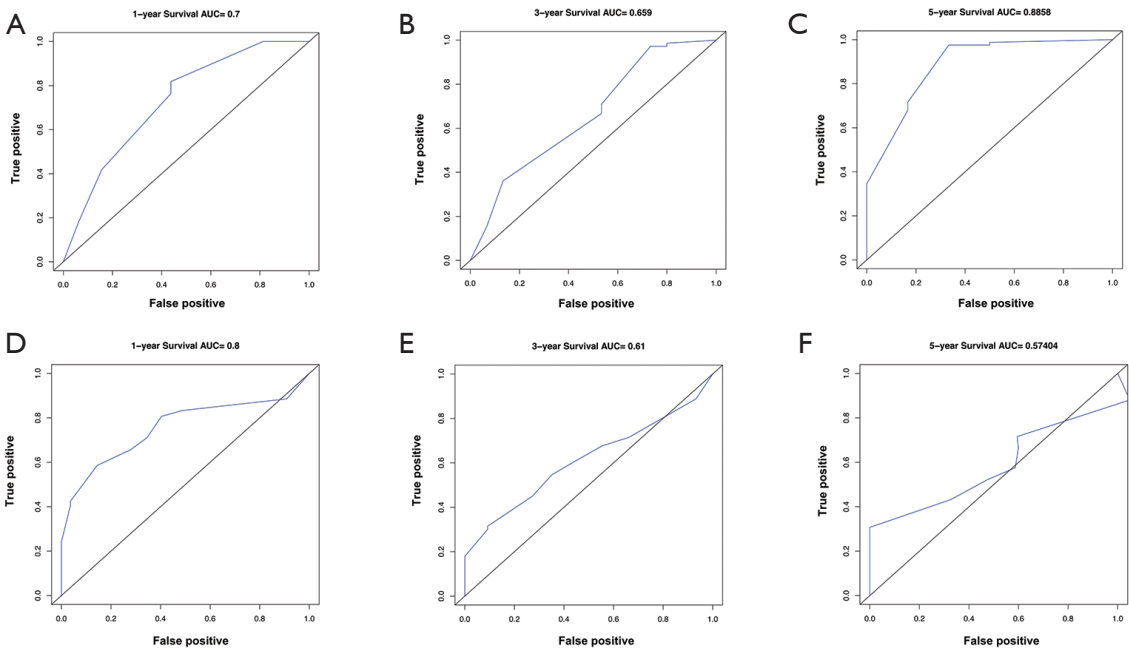 A
1-year Survival AUC= 0.7
True positive
0.0 0.2 0.4 0.6 0.8 1.0
0.0 0.2 0.4 0.6 0.8 1.0
False positive
B
3-year Survival AUC= 0.659
True positive
0.0 0.2 0.4 0.6 0.8 1.0
0.0 0.2 0.4 0.6 0.8 1.0
False positive
C
5-year Survival AUC= 0.8858
True positive
0.0 0.2 0.4 0.6 0.8 1.0
0.0 0.2 0.4 0.6 0.8 1.0
False positive
D
1-year Survival AUC= 0.8
True positive
0.0 0.2 0.4 0.6 0.8 1.0
0.0 0.2 0.4 0.6 0.8 1.0
False positive
E
3-year Survival AUC= 0.61
True positive
0.0 0.2 0.4 0.6 0.8 1.0
0.0 0.2 0.4 0.6 0.8 1.0
False positive
F
5-year Survival AUC= 0.57404
True positive
0.0 0.2 0.4 0.6 0.8 1.0
0.0 0.2 0.4 0.6 0.8 1.0
False positive